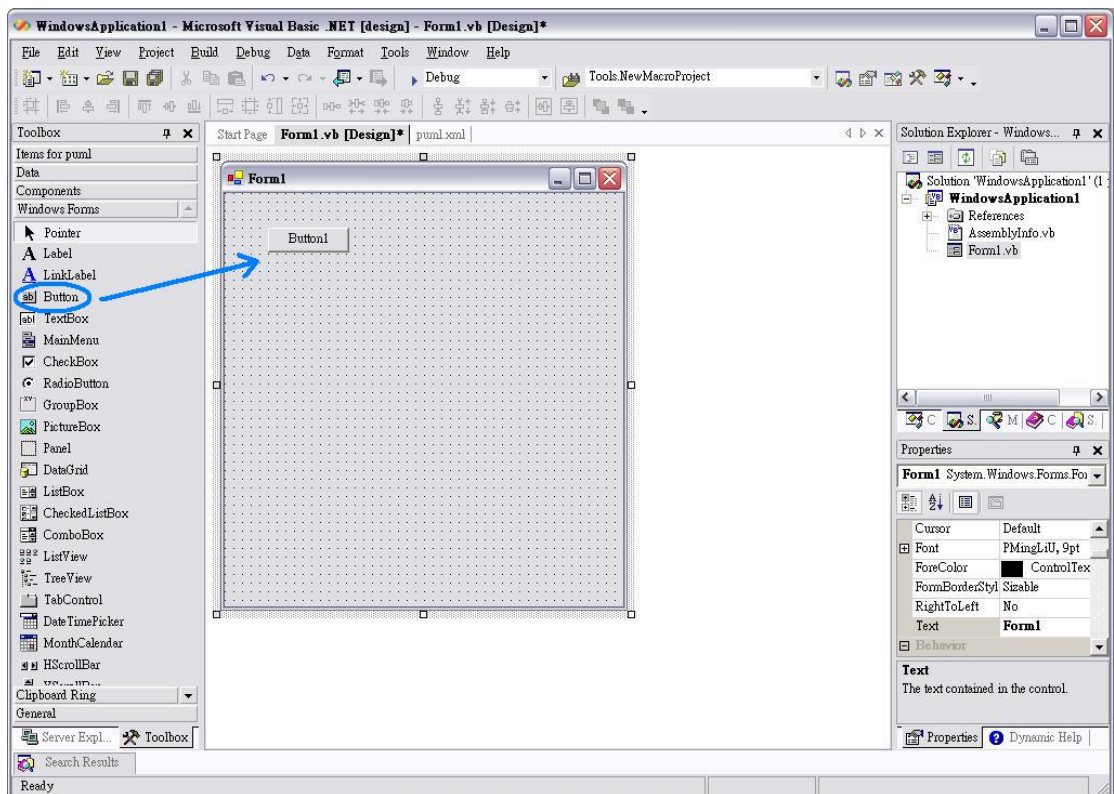 WindowsApplication1 - Microsoft Visual Basic .NET [design] - Form1.vb [Design]*
File Edit View Project Build Debug Data Format Tools Window Help
Debug Tools.NewMacroProject
Toolbox
Items for puml
Data
Components
Windows Forms
Pointer
Label
LinkLabel
Button
TextBox
MainMenu
CheckBox
RadioButton
GroupBox
PictureBox
Panel
DataGrid
ListBox
CheckedListBox
ComboBox
ListView
TreeView
TabControl
DateTimePicker
MonthCalendar
HScrollBar
Clipboard Ring
General
Server Expl... Toolbox
Start Page Form1.vb [Design]* puml.xml
Form1
Button1
Solution Explorer - Windows...
Solution 'WindowsApplication1' (1
WindowsApplication1
References
AssemblyInfo.vb
Form1.vb
C S. M C S.
Properties
Form1 System.Windows.Forms.For
Cursor Default
Font PMingLiU, 9pt
ForeColor ControlTex
FormBorderStyl Sizable
RightToLeft No
Text Form1
Behavior
Text
The text contained in the control.
Properties Dynamic Help
Search Results
Ready